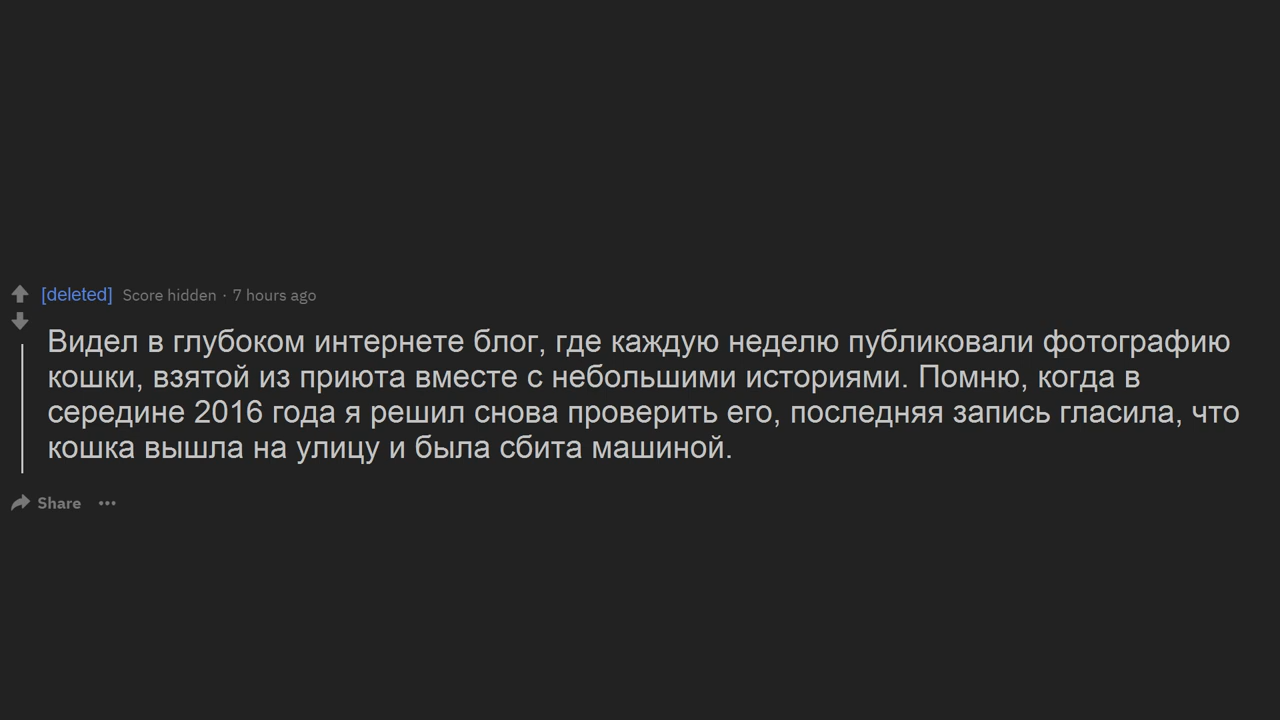 [deleted] Score hidden · 7 hours ago
Видел в глубоком интернете блог, где каждую неделю публиковали фотографию
кошки, взятой из приюта вместе с небольшими историями. Помню, когда в
середине 2016 года я решил снова проверить его, последняя запись гласила, что
кошка вышла на улицу и была сбита машиной.
Share ···